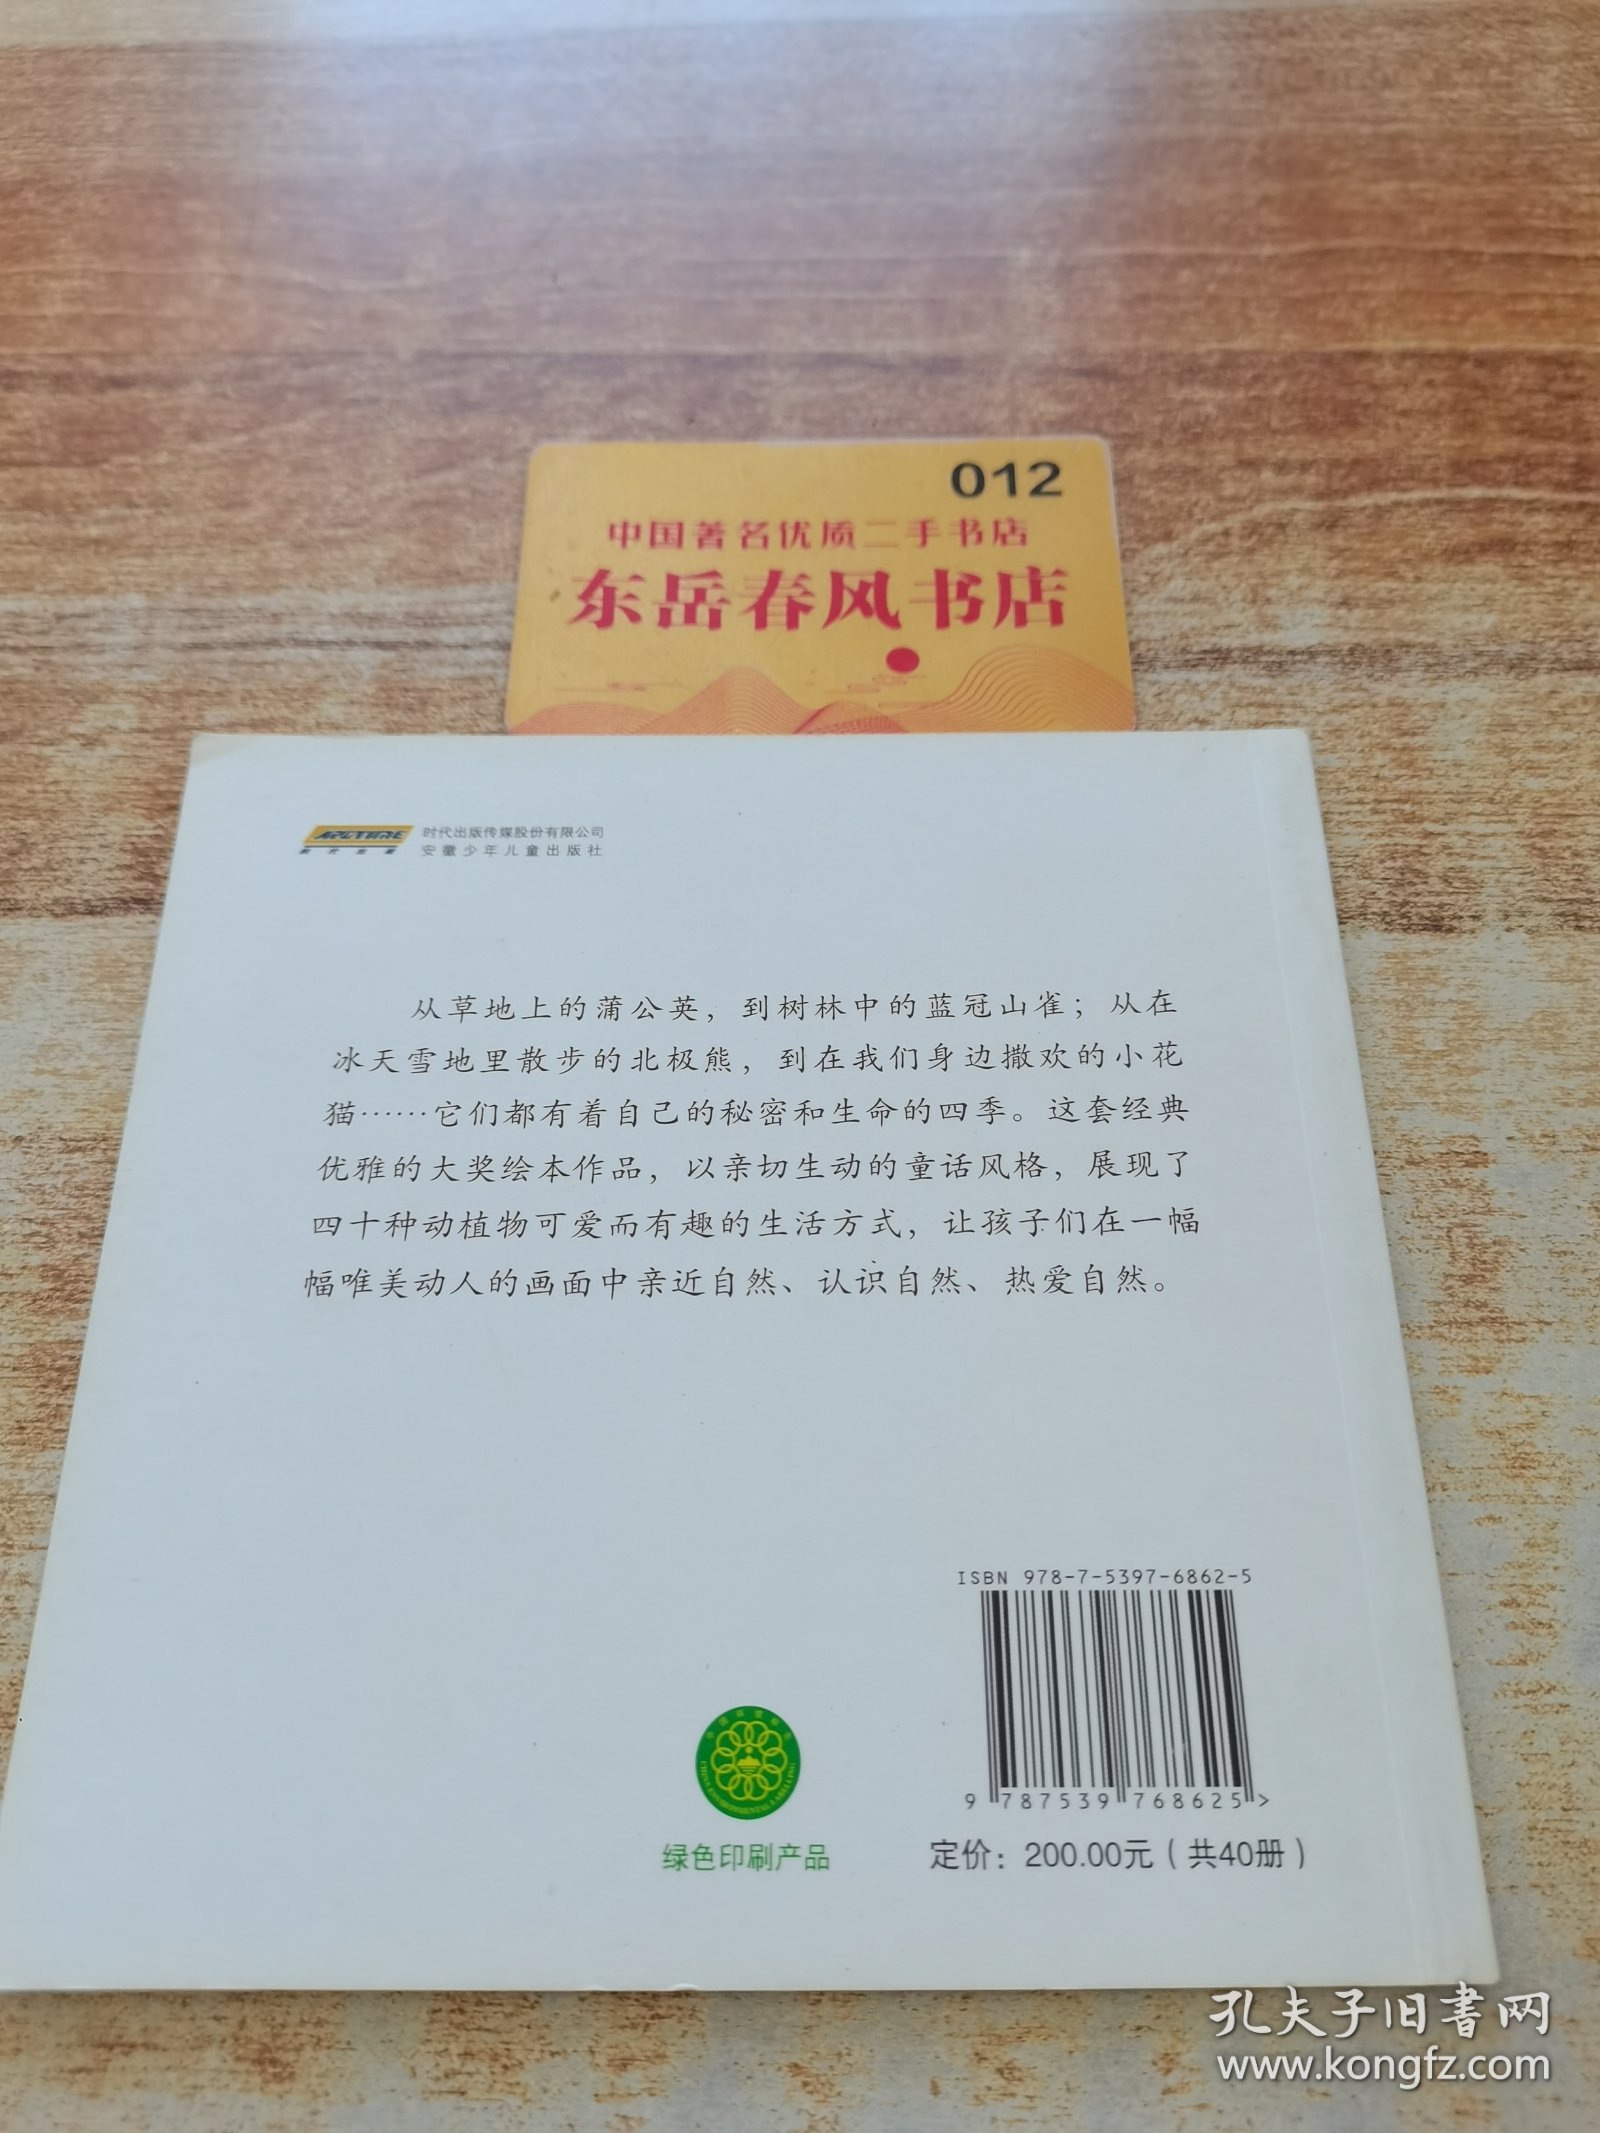 012
中国著名优质二手书店
东岳春风书店
时代出版传媒股份有限公司
安徽少年儿童出版社
从草地上的蒲公英，到树林中的蓝冠山雀；从在
冰天雪地里散步的北极熊，到在我们身边撒欢的小花
猫……它们都有着自己的秘密和生命的四季。这套经典
优雅的大奖绘本作品，以亲切生动的童话风格，展现了
四十种动植物可爱而有趣的生活方式，让孩子们在一幅
幅唯美动人的画面中亲近自然、认识自然、热爱自然。
ISBN 978-7-5397-6862-5
9 787539 768625 >
绿色印刷产品
定价：200.00元（共40册）
孔夫子旧书网
www.kongfz.com